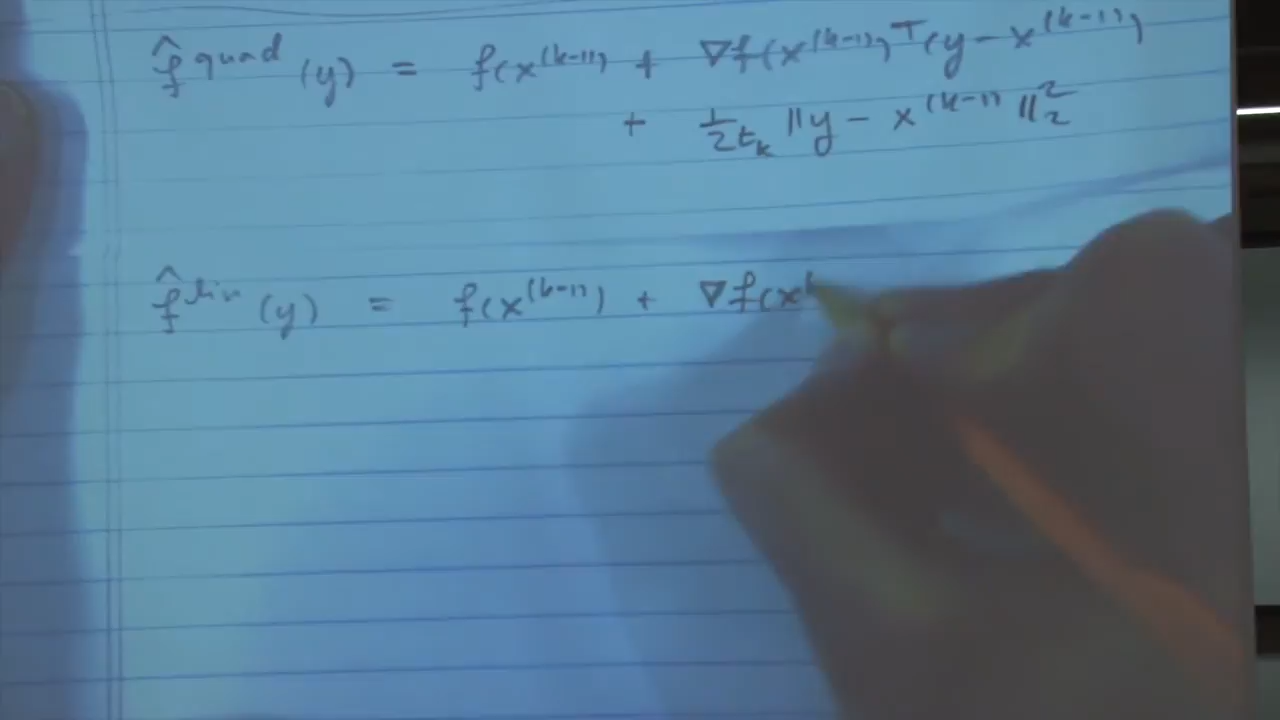 f̂^quad (y) = f(x^(k-1)) + ∇f(x^(k-1))^T (y - x^(k-1))
+ 1/2t_k ||y - x^(k-1)||_2^2
f̂^lin (y) = f(x^(k-1)) + ∇f(x^(